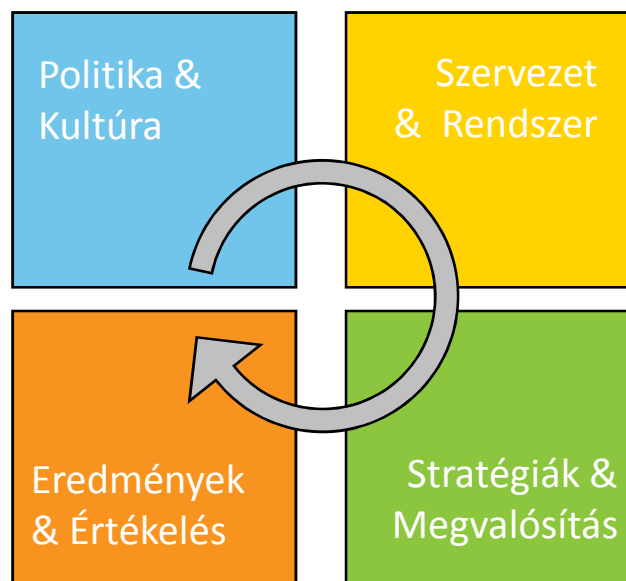 Politika &
Kultúra
Szervezet
& Rendszer
Eredmények
& Értékelés
Stratégiák &
Megvalósítás